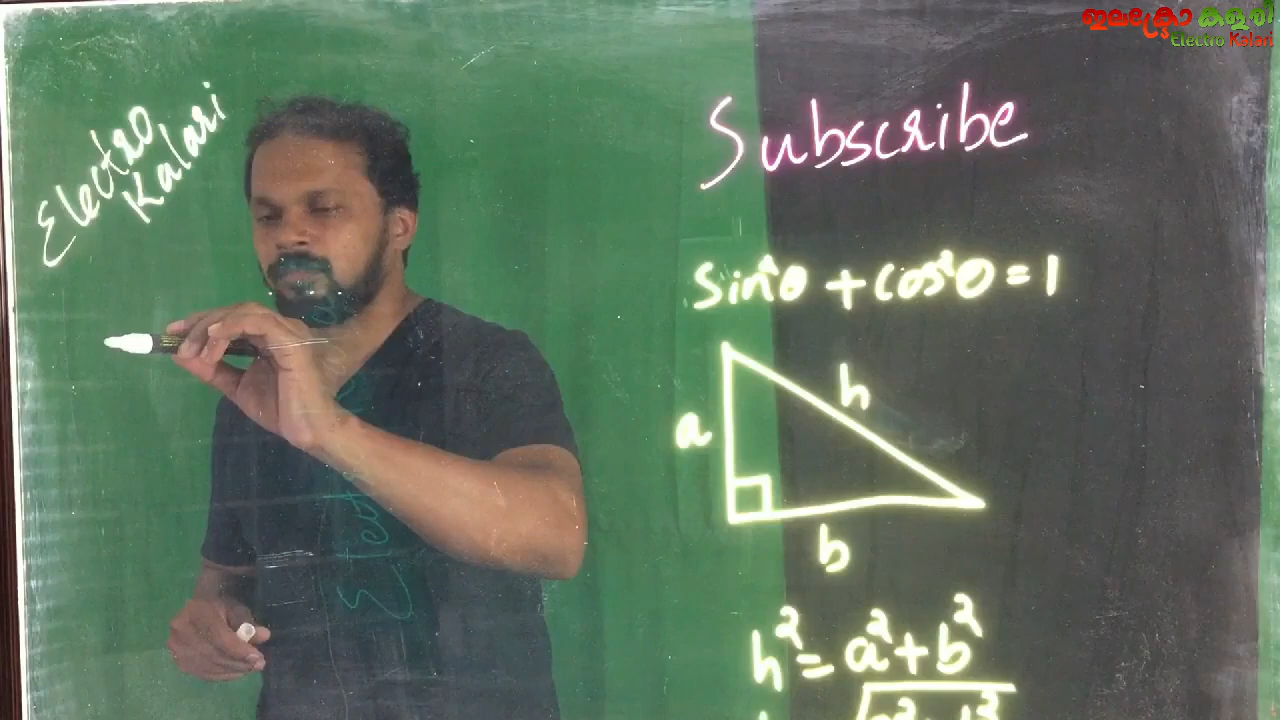 ഇലക്ട്രോ കളരി
Electro Kalari
Electro
Kalari
Subscribe
sin²θ + cos²θ = 1
a
h
b
h² = a² + b²